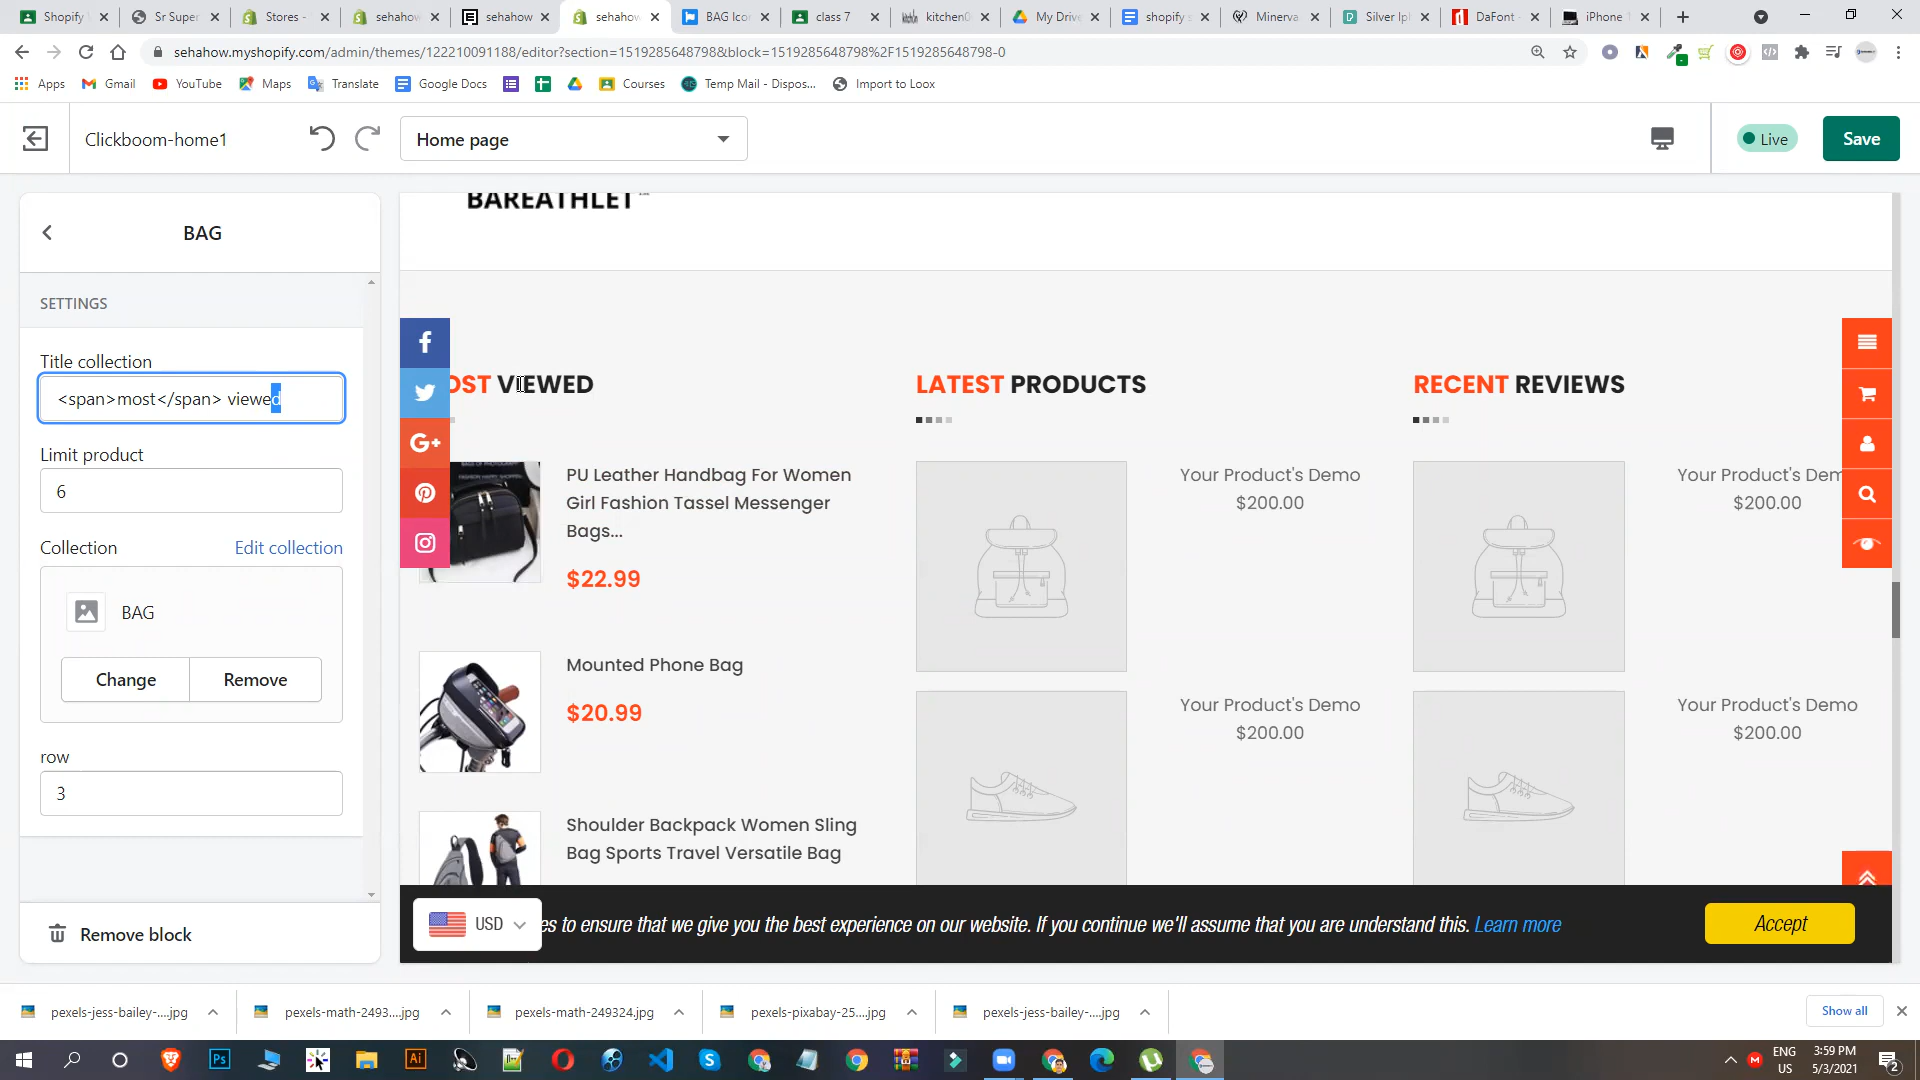 Shopify
Sr Super
Stores -
sehahow
sehahow
sehahow
BAG Ico
class 7
kitchen
My Drive
shopify s
Minerva
Silver Ip
DaFont -
iPhone
sehahow.myshopify.com/admin/themes/122210091188/editor?section=1519285648798&block=1519285648798%2F1519285648798-0
Apps
Gmail
YouTube
Maps
Translate
Google Docs
Courses
Temp Mail - Dispos...
Import to Loox
Clickboom-home1
Home page
Live
Save
BAG
SETTINGS
Title collection
<span>most</span> viewed
Limit product
6
Collection
Edit collection
BAG
Change
Remove
row
3
Remove block
BAREATHLET
OST VIEWED
LATEST PRODUCTS
RECENT REVIEWS
G+
PU Leather Handbag For Women
Girl Fashion Tassel Messenger
Bags...
$22.99
Mounted Phone Bag
$20.99
Shoulder Backpack Women Sling
Bag Sports Travel Versatile Bag
Your Product's Demo
$200.00
Your Product's Demo
$200.00
Your Product's Dem
$200.00
Your Product's Demo
$200.00
USD
es to ensure that we give you the best experience on our website. If you continue we'll assume that you are understand this. Learn more
Accept
pexels-jess-bailey-....jpg
pexels-math-2493....jpg
pexels-math-249324.jpg
pexels-pixabay-25....jpg
pexels-jess-bailey-....jpg
Show all
Ps
Ai
ENG
US
3:59 PM
5/3/2021
2